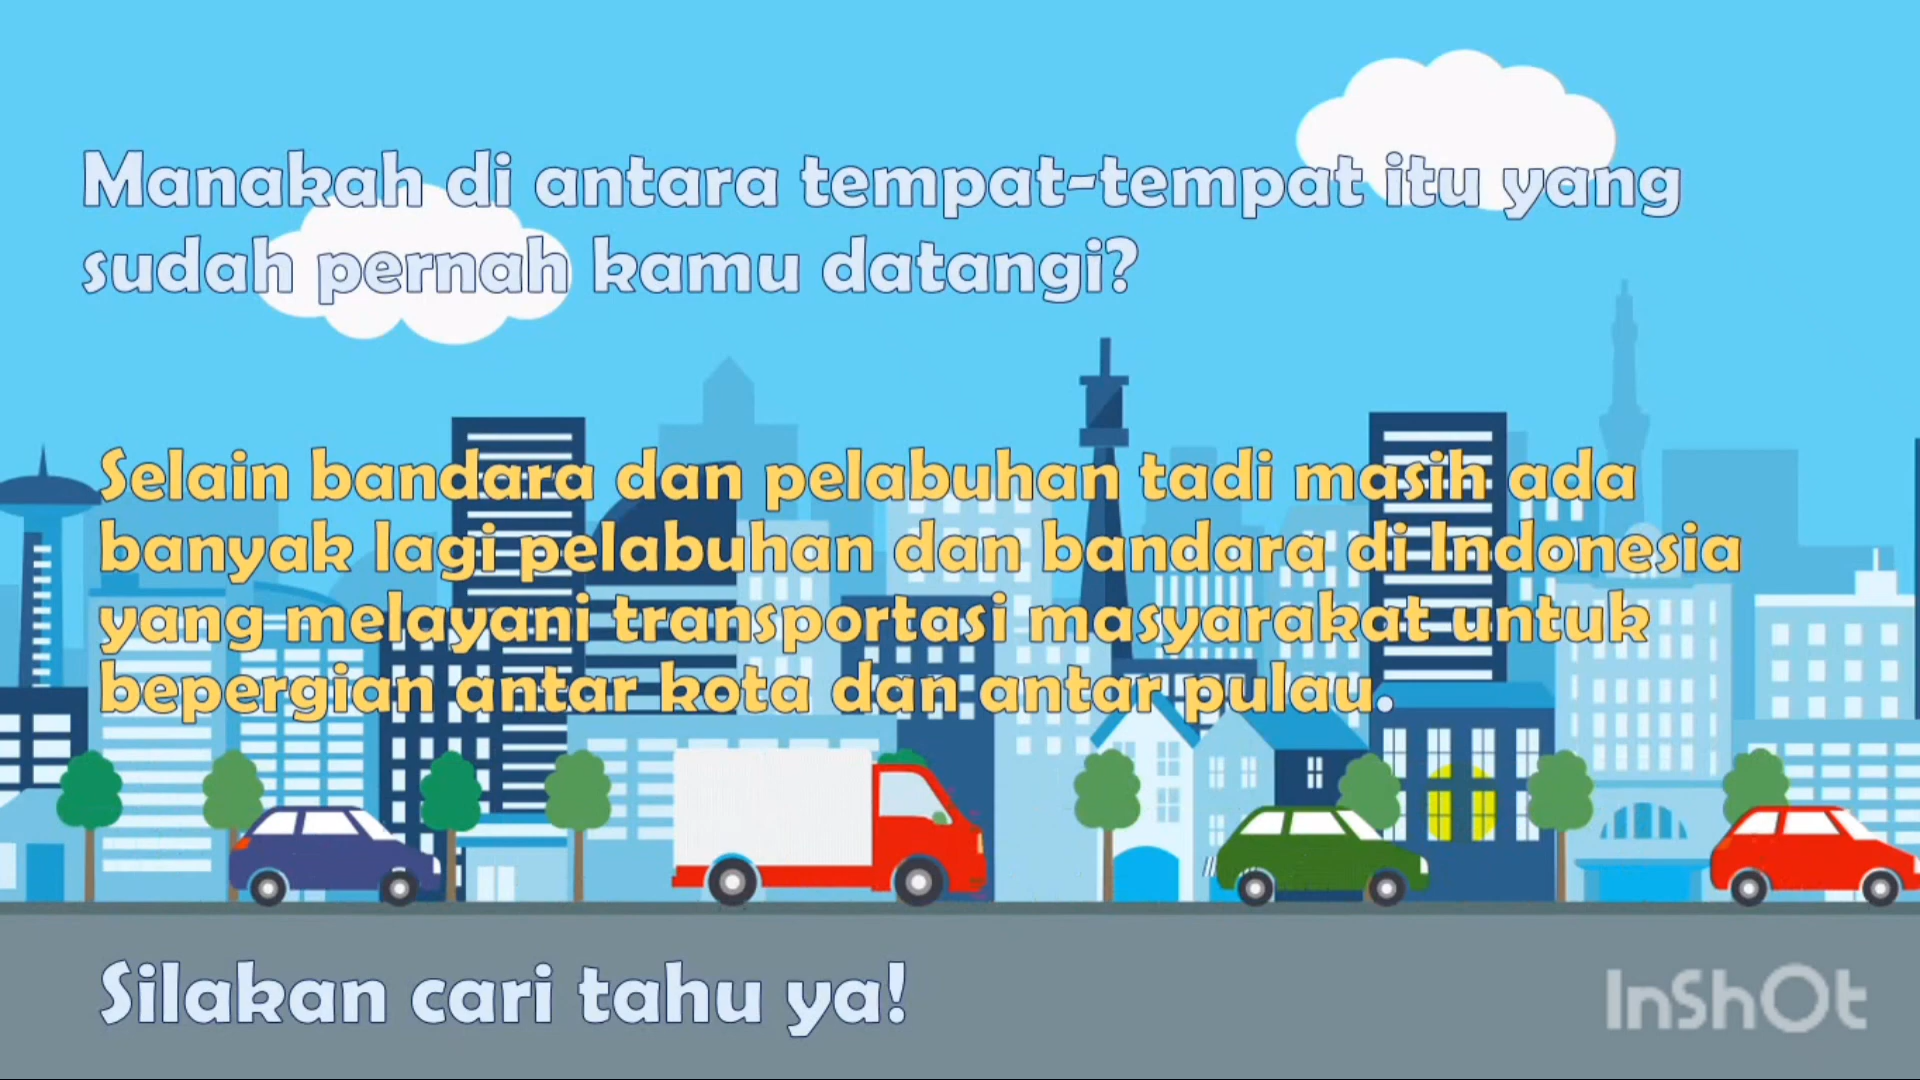 Manakah di antara tempat-tempat itu yang
sudah pernah kamu datangi?
Selain bandara dan pelabuhan tadi masih ada
banyak lagi pelabuhan dan bandara di Indonesia
yang melayani transportasi masyarakat untuk
bepergian antar kota dan antar pulau.
Silakan cari tahu ya!
InShOt